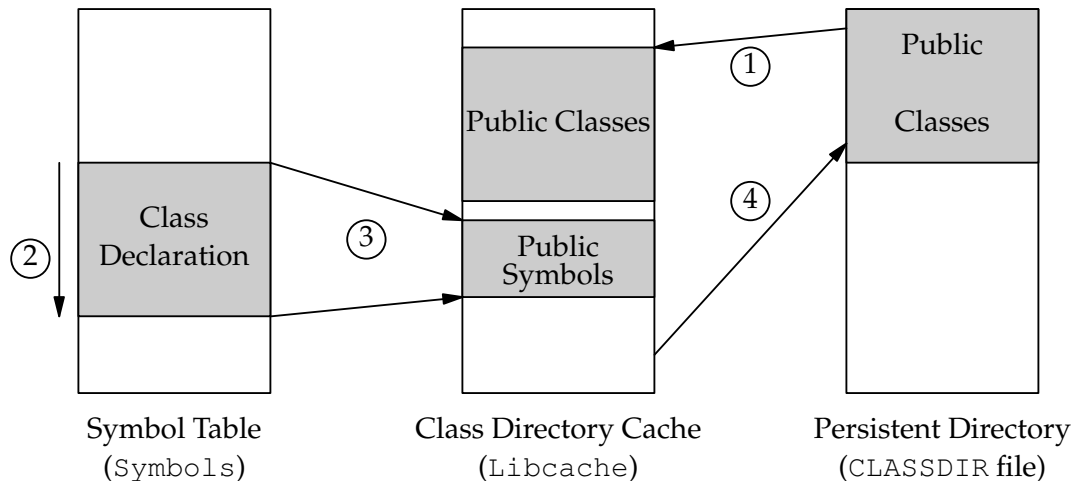 Public
Classes
1
Public Classes
4
Class
Declaration
2
3
Public
Symbols
Symbol Table
(Symbols)
Class Directory Cache
(Libcache)
Persistent Directory
(CLASSDIR file)